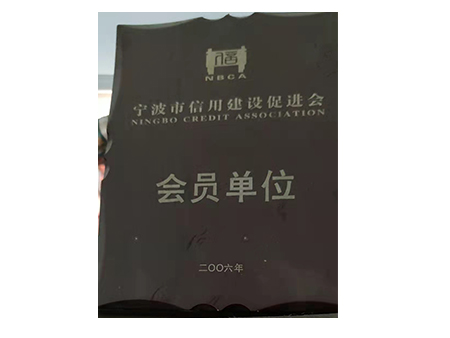 信
NBCA
宁波市信用建设促进会
NINGBO CREDIT ASSOCIATION
会员单位
二〇〇六年